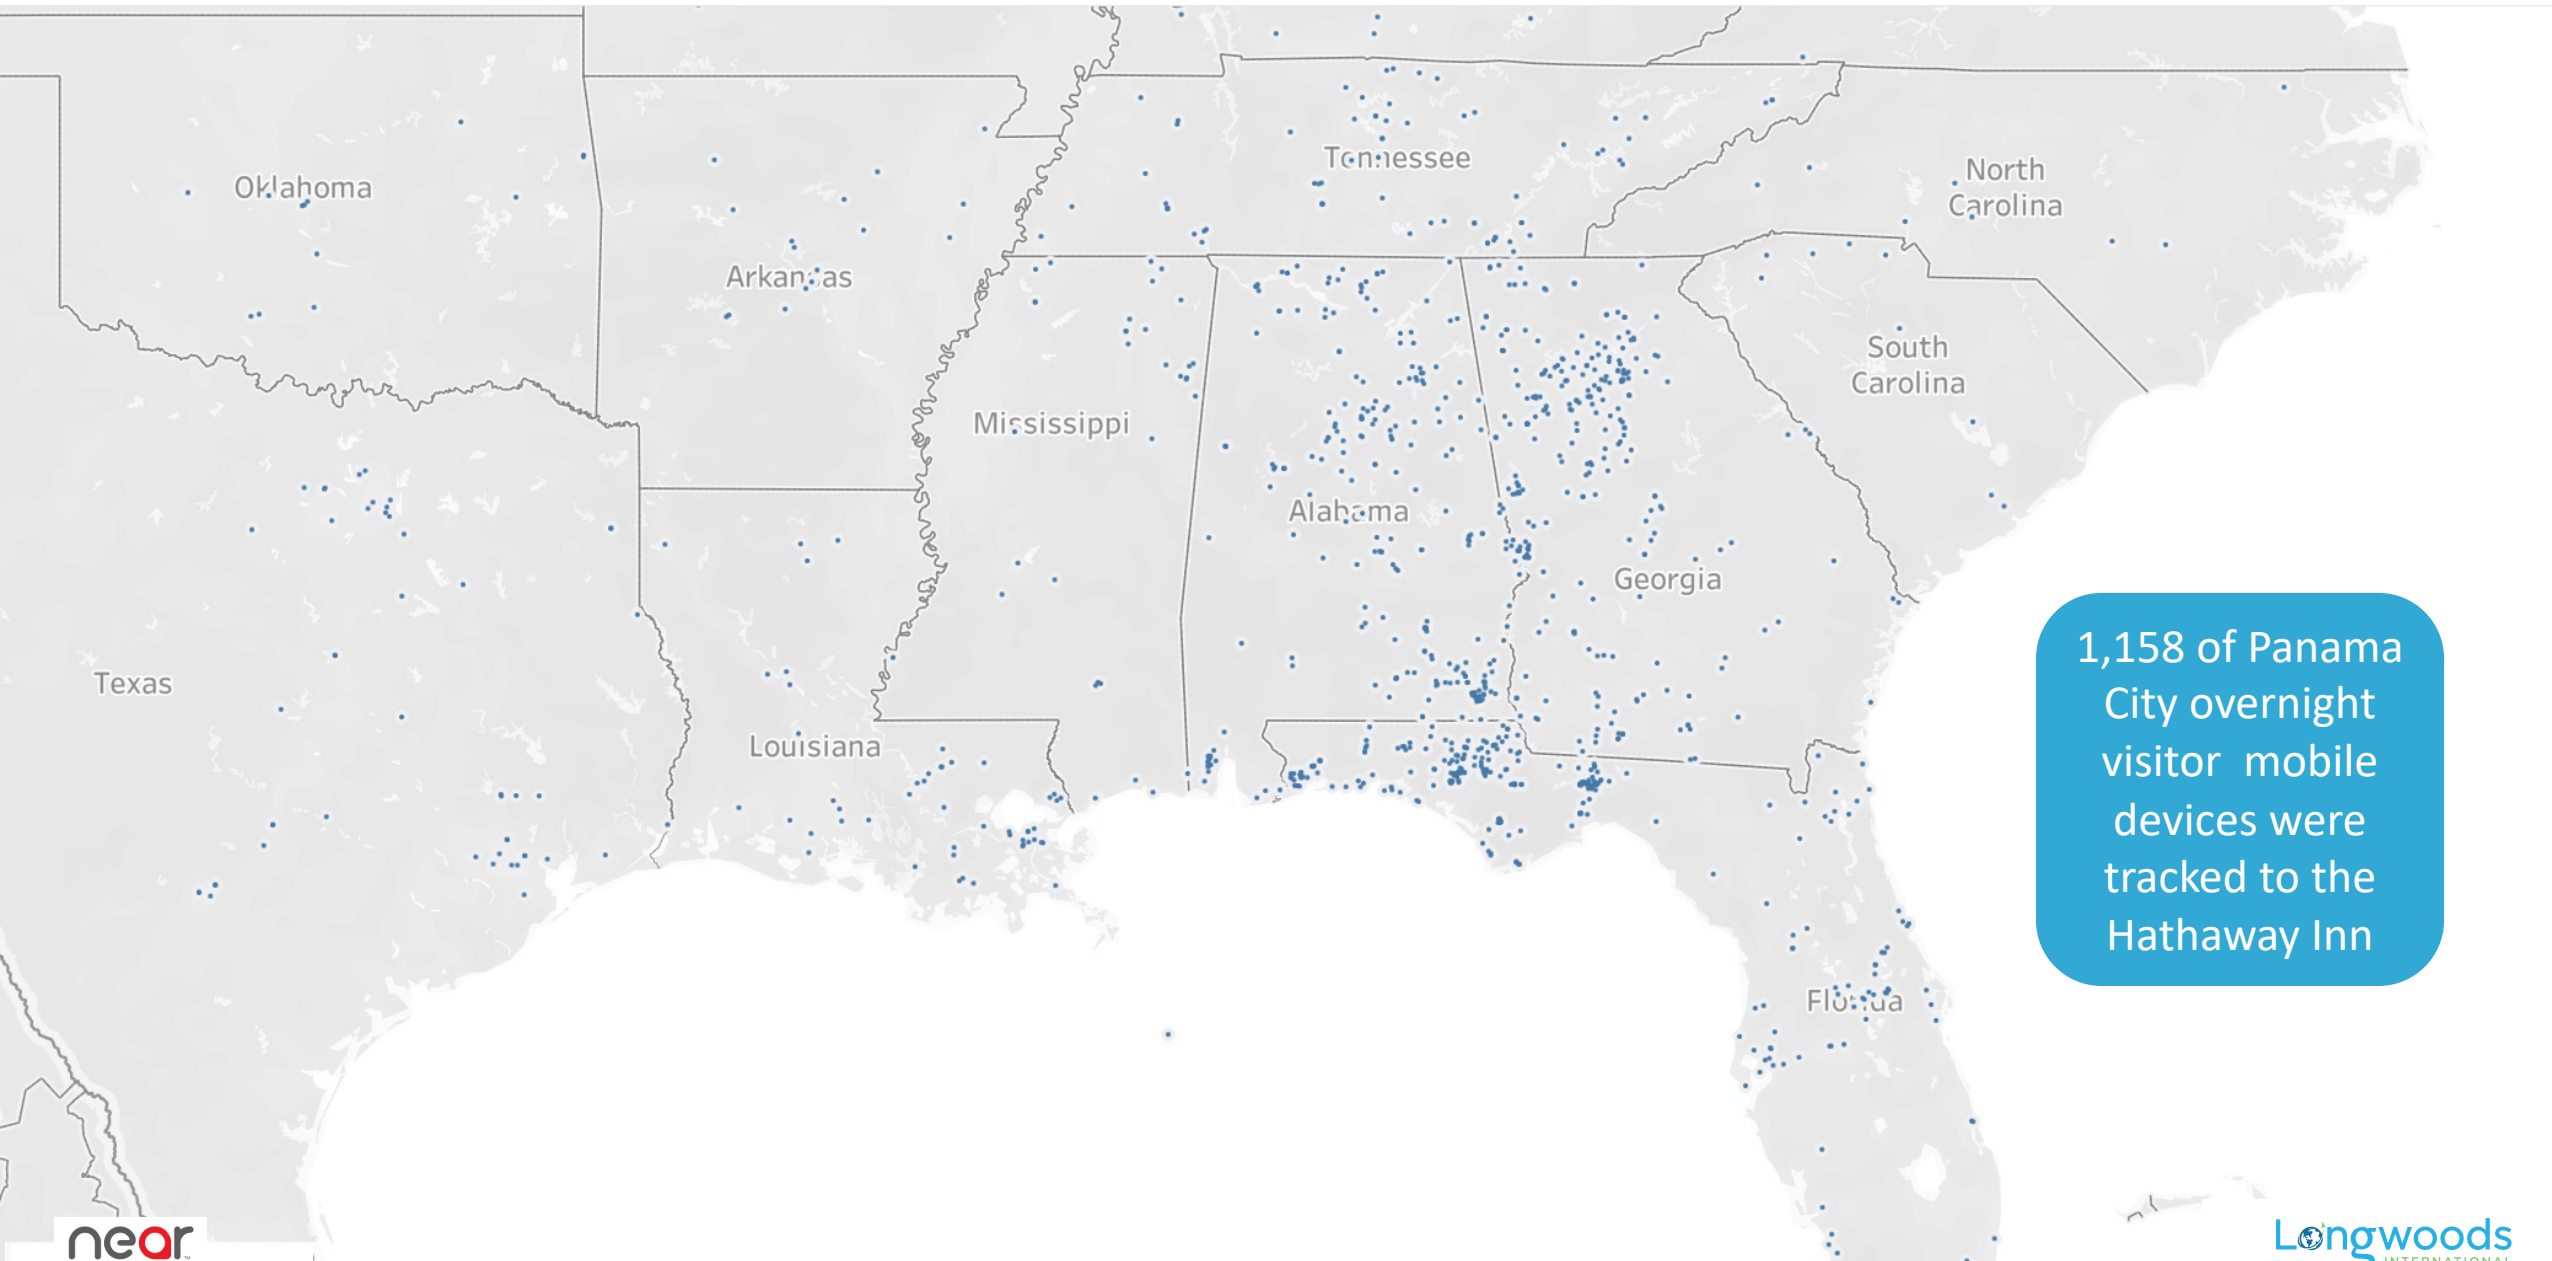 Tennessee
North
Carolina
Oklahoma
Arkansas
South
Carolina
Mississippi
Alabama
Georgia
Texas
Louisiana
Florida
1,158 of Panama
City overnight
visitor  mobile
devices were
tracked to the
Hathaway Inn
near
Longwoods
INTERNATIONAL